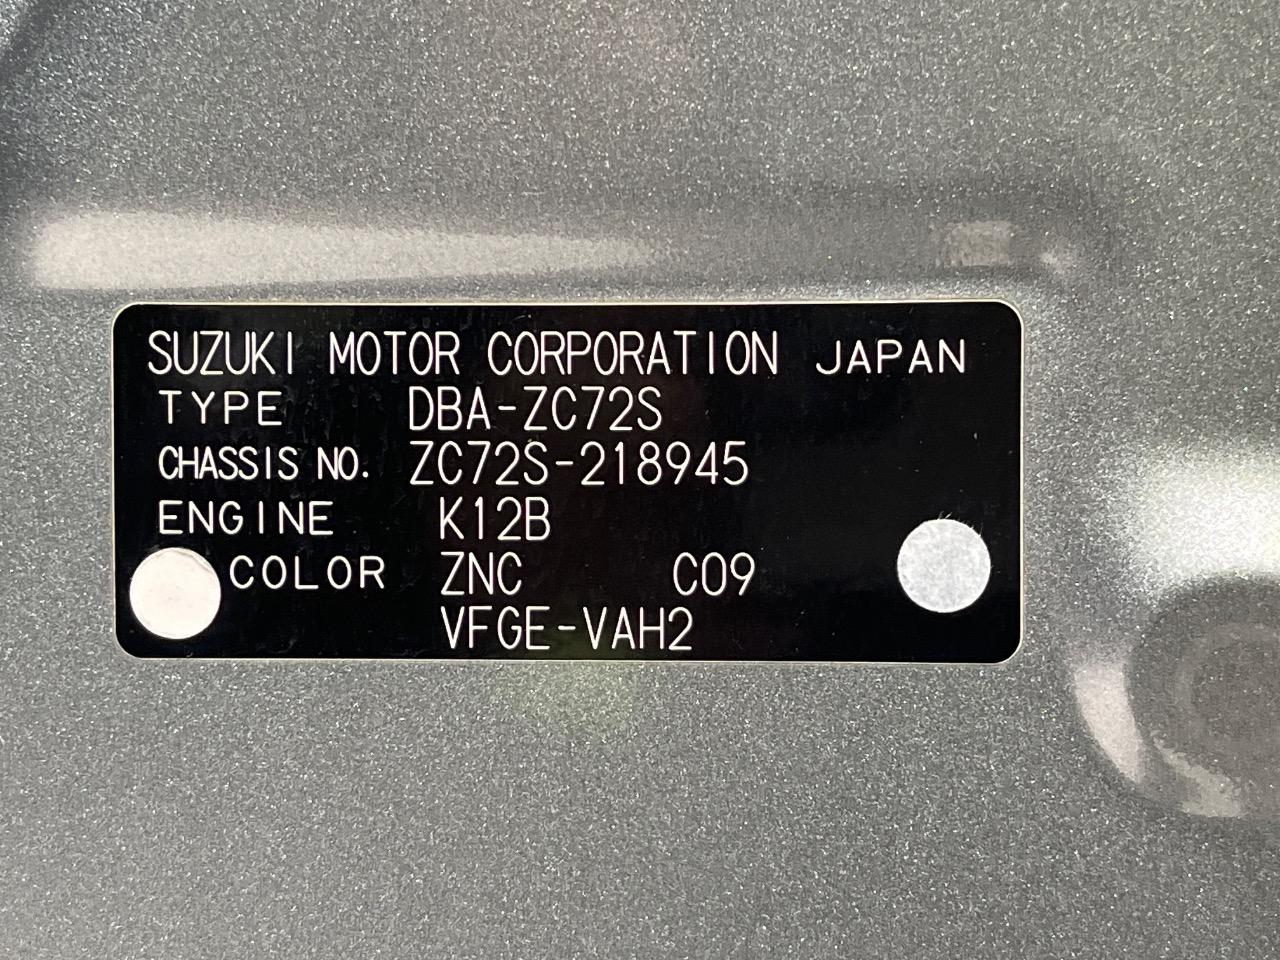 SUZUKI MOTOR CORPORATION JAPAN
TYPE DBA-ZC72S
CHASSIS NO. ZC72S-218945
ENGINE K12B
COLOR ZNC C09
VFGE-VAH2